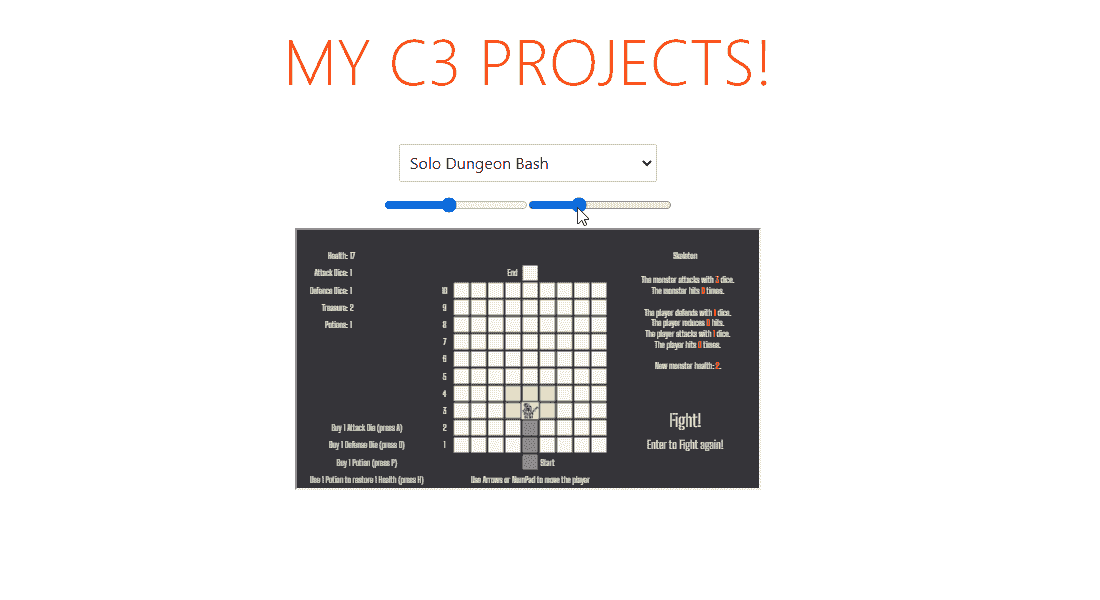 MY C3 PROJECTS!
Solo Dungeon Bash
Health: 17
Attack Dice: 1
Defence Dice: 1
Treasure: 2
Potions: 1
Buy 1 Attack Die (press A)
Buy 1 Defense Die (press D)
Buy 1 Potion (press P)
Use 1 Potion to restore 1 Health (press H)
End
10
9
8
7
6
5
4
3
2
1
Start
Use Arrows or NumPad to move the player
Skeleton
The monster attacks with 3 dice.
The monster hits 0 times.
The player defends with 1 dice.
The player reduces 0 hits.
The player attacks with 1 dice.
The player hits 0 times.
New monster health: 2.
Fight!
Enter to Fight again!